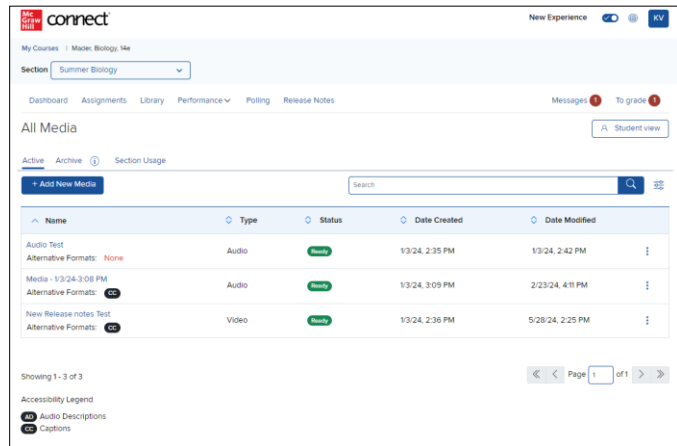 Mc Graw Hill connect
New Experience KV
My Courses Mader, Biology, 14e
Section Summer Biology
Dashboard Assignments Library Performance Polling Release Notes Messages 1 To grade 1
All Media Student view
Active Archive i Section Usage
+ Add New Media Search
Name Type Status Date Created Date Modified
Audio Test
Alternative Formats: None Audio Ready 1/3/24, 2:35 PM 1/3/24, 2:42 PM
Media - 1/3/24-3:08 PM
Alternative Formats: CC Audio Ready 1/3/24, 3:09 PM 2/23/24, 4:11 PM
New Release notes Test
Alternative Formats: CC Video Ready 1/3/24, 2:36 PM 5/28/24, 2:25 PM
Showing 1 - 3 of 3 Page 1 of 1
Accessibility Legend
AD Audio Descriptions
CC Captions